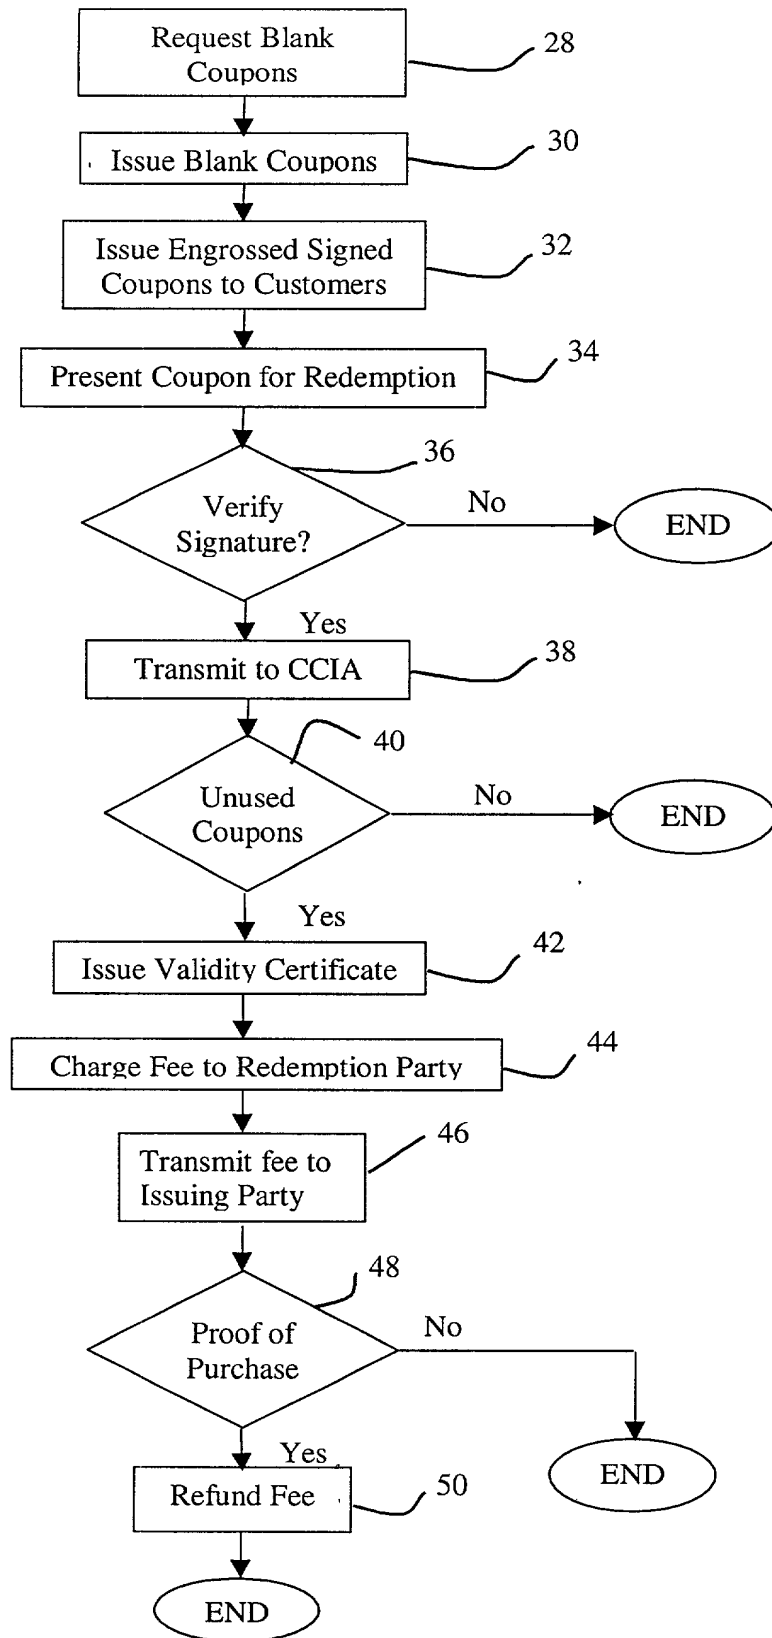 Request Blank
Coupons
28
Issue Blank Coupons
30
Issue Engrossed Signed
Coupons to Customers
32
Present Coupon for Redemption
34
36
Verify
Signature?
No
END
Yes
Transmit to CCIA
38
40
Unused
Coupons
No
END
Yes
Issue Validity Certificate
42
Charge Fee to Redemption Party
44
Transmit fee to
Issuing Party
46
48
Proof of
Purchase
No
END
Yes
Refund Fee
50
END